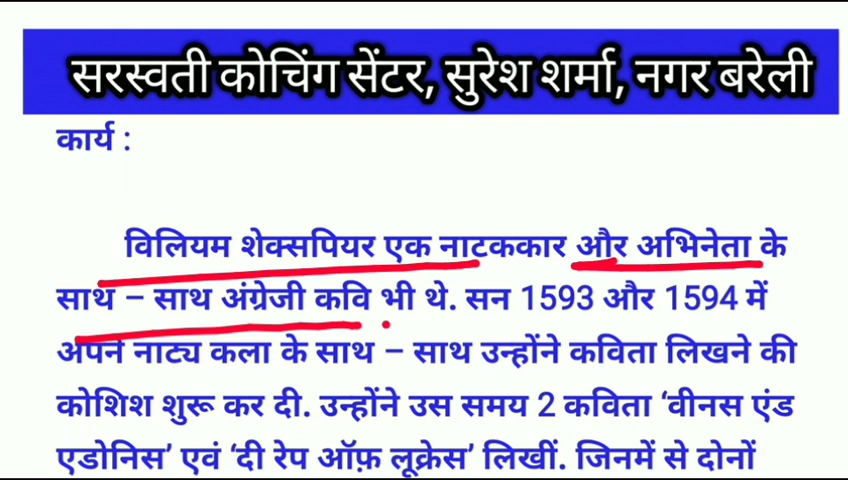 सरस्वती कोचिंग सेंटर, सुरेश शर्मा, नगर बरेली
कार्य :
विलियम शेक्सपियर एक नाटककार और अभिनेता के
साथ – साथ अंग्रेजी कवि भी थे. सन 1593 और 1594 में
अपने नाट्य कला के साथ – साथ उन्होंने कविता लिखने की
कोशिश शुरू कर दी. उन्होंने उस समय 2 कविता ‘वीनस एंड
एडोनिस’ एवं ‘दी रेप ऑफ़ लूक्रेस’ लिखीं. जिनमें से दोनों